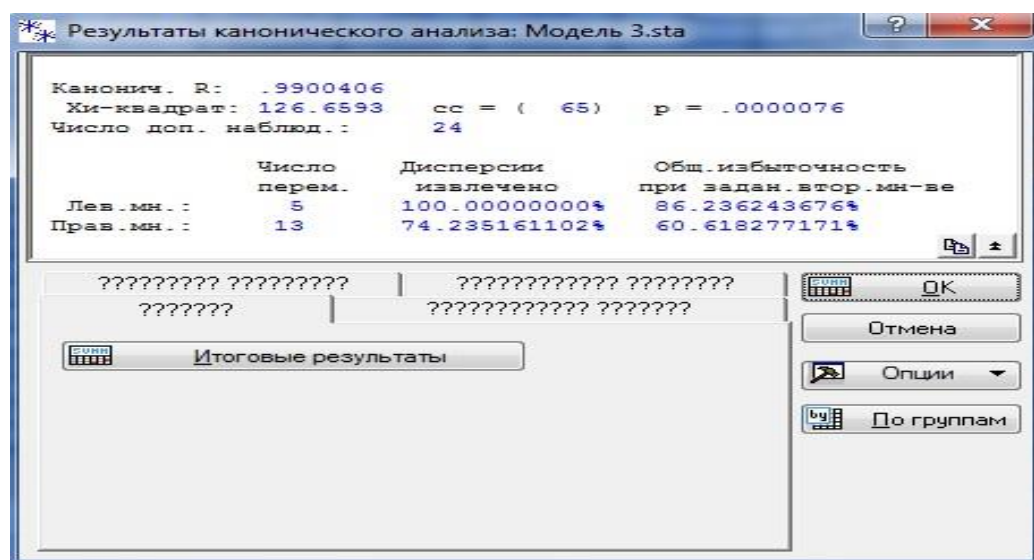 Результаты канонического анализа: Модель 3.sta
Канонич. R: .9900406
Хи-квадрат: 126.6593 сс = ( 65) p = .0000076
Число доп. наблюд.: 24
Число Дисперсии Общ.избыточность
перем. извлечено при задан.втор.мн-ве
Лев.мн.: 5 100.00000000% 86.236243676%
Прав.мн.: 13 74.235161102% 60.618277171%
????????? ????????? ???????????? ????????
??????? ???????????? ???????
Итоговые результаты
OK
Отмена
Опции
По группам